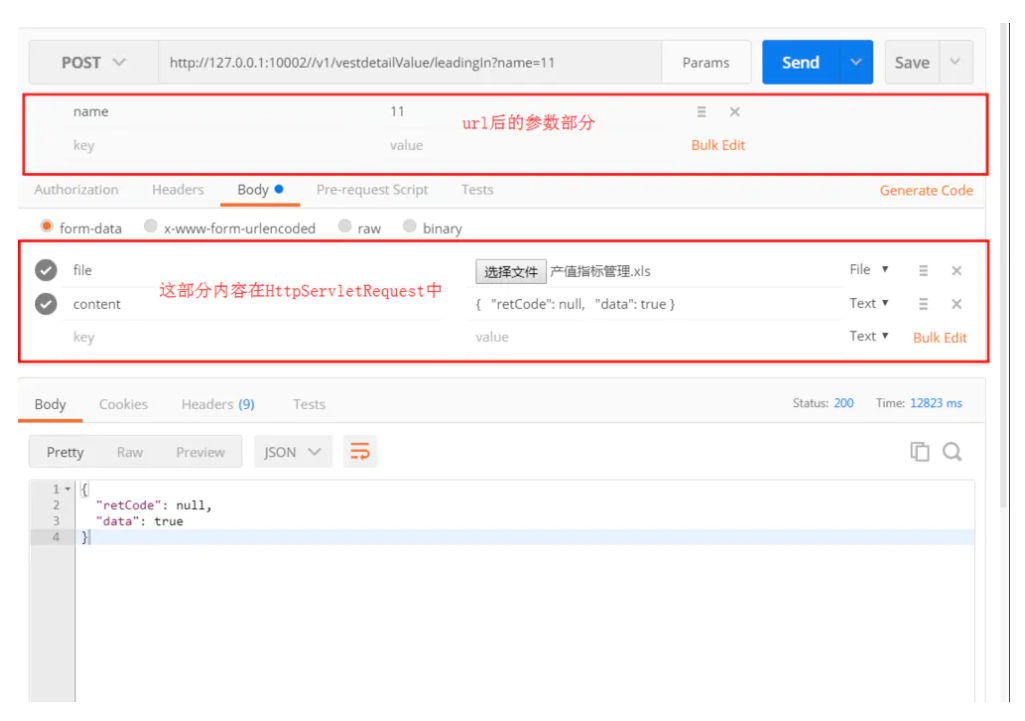 POST http://127.0.0.1:10002//v1/vestdetailValue/leadingIn?name=11 Params Send Save
name 11
url后的参数部分
key value Bulk Edit
Authorization Headers Body Pre-request Script Tests Generate Code
form-data x-www-form-urlencoded raw binary
file 选择文件 产值指标管理.xls File
这部分内容在HttpServletRequest中
content { "retCode": null, "data": true } Text
key value Text Bulk Edit
Body Cookies Headers (9) Tests Status: 200 Time: 12823 ms
Pretty Raw Preview JSON
1 {
2 "retCode": null,
3 "data": true
4 }